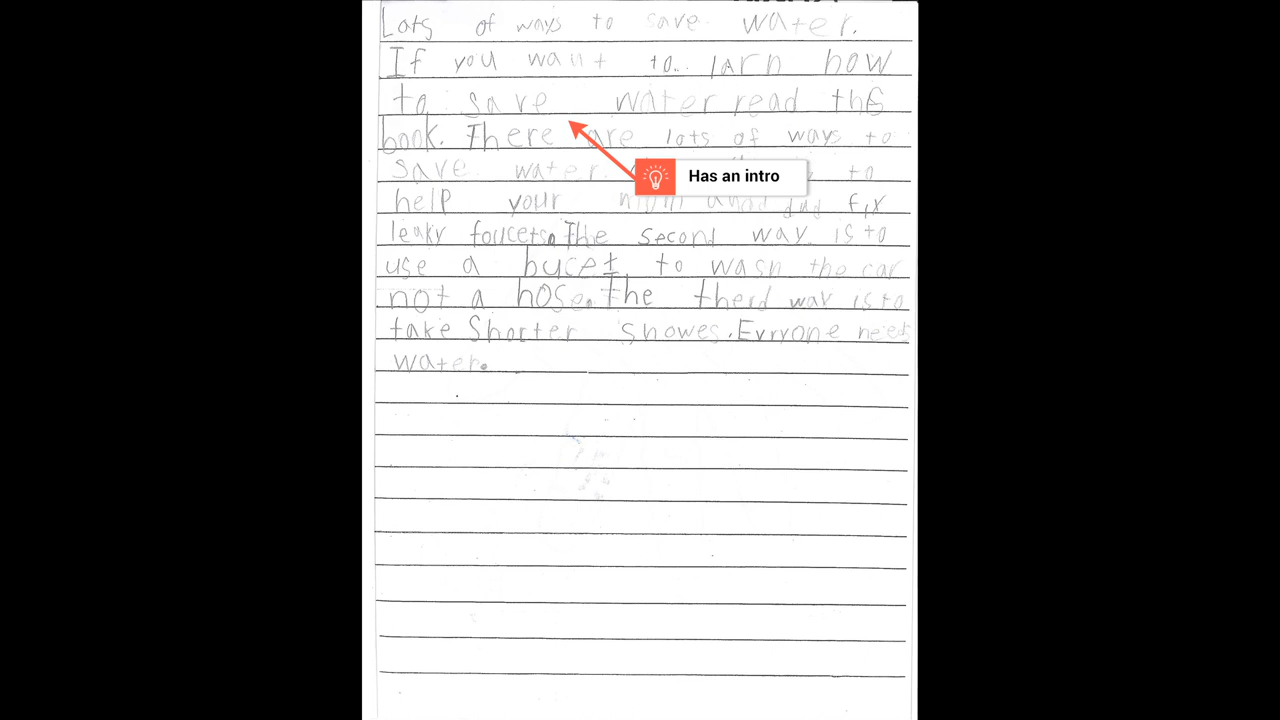 Lots of ways to save water.
If you want to larn how
to save water read this
book. There are lots of ways to
save water. to
Has an intro
help your and fix
leaky foucets. The second way is to
use a bucet to wash the car
not a hose. The therd way is to
take Shorter showes. Evryone needs
water.